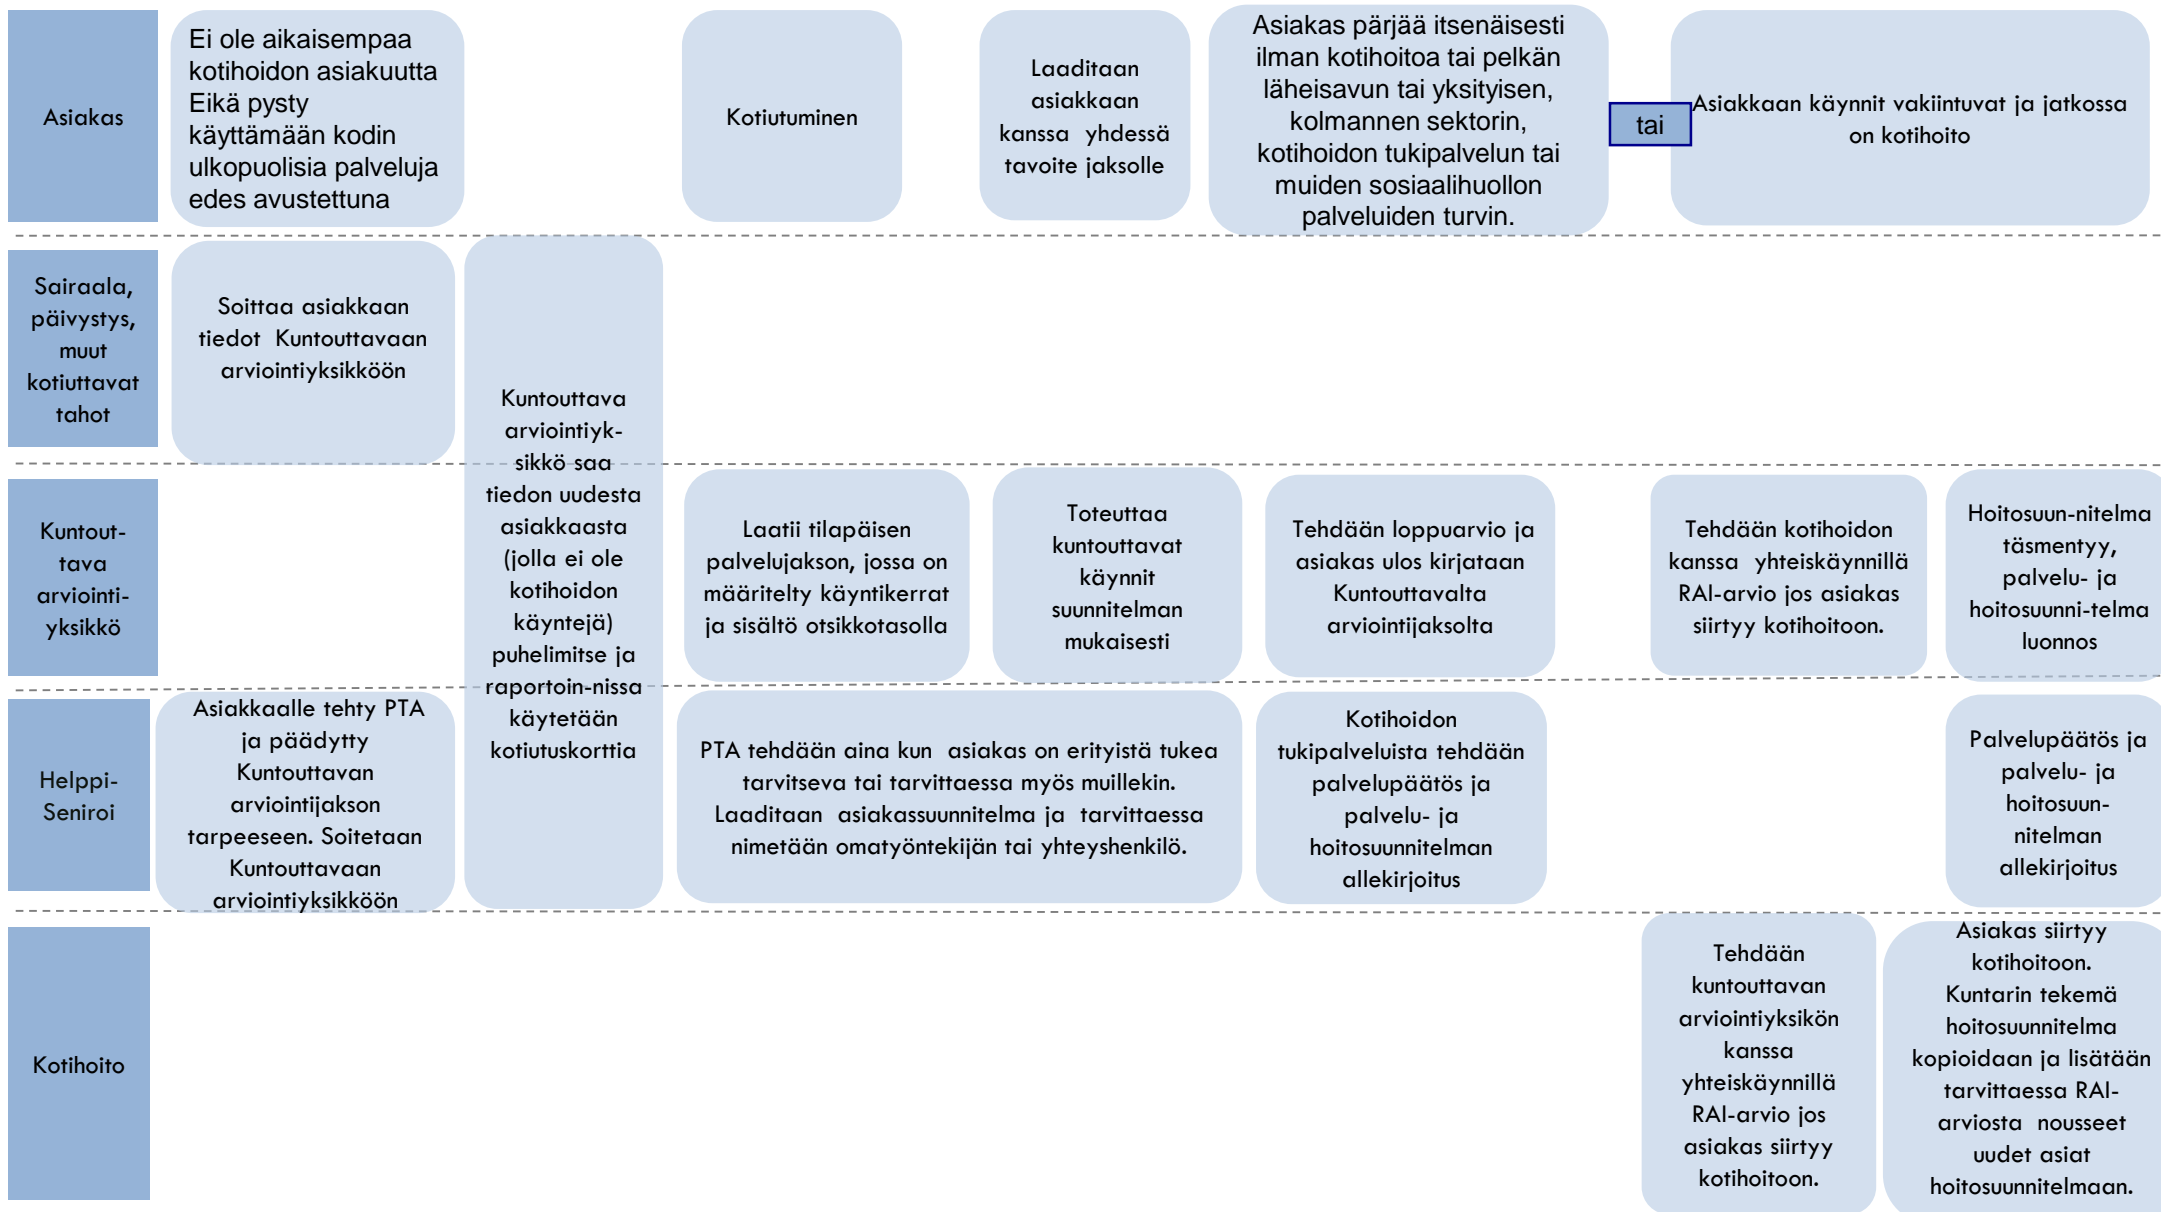 Asiakas
Ei ole aikaisempaa
kotihoidon asiakuutta
Eikä pysty
käyttämään kodin
ulkopuolisia palveluja
edes avustettuna
Kotiutuminen
Laaditaan
asiakkaan
kanssa yhdessä
tavoite jaksolle
Asiakas pärjää itsenäisesti
ilman kotihoitoa tai pelkän
läheisavun tai yksityisen,
kolmannen sektorin,
kotihoidon tukipalvelun tai
muiden sosiaalihuollon
palveluiden turvin.
tai
Asiakkaan käynnit vakiintuvat ja jatkossa
on kotihoito
Sairaala,
päivystys,
muut
kotiuttavat
tahot
Soittaa asiakkaan
tiedot Kuntouttavaan
arviointiyksikköön
Kuntouttava
arviointiyk-
sikkö saa
tiedon uudesta
asiakkaasta
(jolla ei ole
kotihoidon
käyntejä)
puhelimitse ja
raportoin-nissa
käytetään
kotiutuskorttia
Kuntout-
tava
arviointi-
yksikkö
Laatii tilapäisen
palvelujakson, jossa on
määritelty käyntikerrat
ja sisältö otsikkotasolla
Toteuttaa
kuntouttavat
käynnit
suunnitelman
mukaisesti
Tehdään loppuarvio ja
asiakas ulos kirjataan
Kuntouttavalta
arviointijaksolta
Tehdään kotihoidon
kanssa yhteiskäynnillä
RAI-arvio jos asiakas
siirtyy kotihoitoon.
Hoitosuun-nitelma
täsmentyy,
palvelu- ja
hoitosuunni-telma
luonnos
Helppi-
Seniroi
Asiakkaalle tehty PTA
ja päädytty
Kuntouttavan
arviointijakson
tarpeeseen. Soitetaan
Kuntouttavaan
arviointiyksikköön
PTA tehdään aina kun asiakas on erityistä tukea
tarvitseva tai tarvittaessa myös muillekin.
Laaditaan asiakassuunnitelma ja tarvittaessa
nimetään omatyöntekijän tai yhteyshenkilö.
Kotihoidon
tukipalveluista tehdään
palvelupäätös ja
palvelu- ja
hoitosuunnitelman
allekirjoitus
Palvelupäätös ja
palvelu- ja
hoitosuun-
nitelman
allekirjoitus
Kotihoito
Tehdään
kuntouttavan
arviointiyksikön
kanssa
yhteiskäynnillä
RAI-arvio jos
asiakas siirtyy
kotihoitoon.
Asiakas siirtyy
kotihoitoon.
Kuntarin tekemä
hoitosuunnitelma
kopioidaan ja lisätään
tarvittaessa RAI-
arviosta nousseet
uudet asiat
hoitosuunnitelmaan.